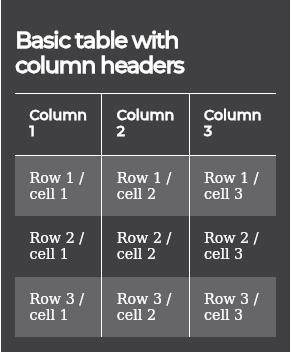 Basic table with
column headers
Column 1 Column 2 Column 3
Row 1 / cell 1 Row 1 / cell 2 Row 1 / cell 3
Row 2 / cell 1 Row 2 / cell 2 Row 2 / cell 3
Row 3 / cell 1 Row 3 / cell 2 Row 3 / cell 3